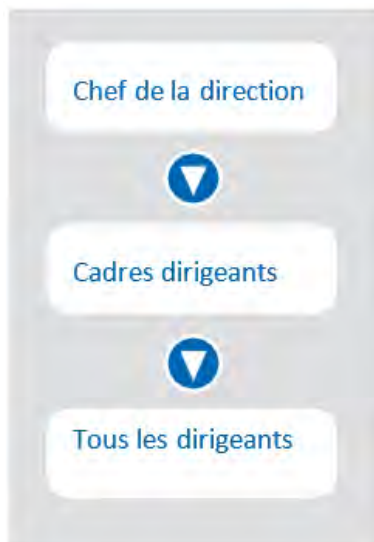 Chef de la direction
Cadres dirigeants
Tous les dirigeants